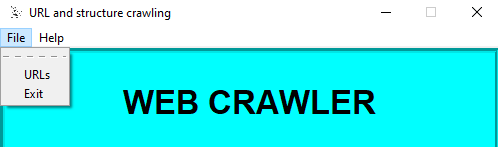 URL and structure crawling
File Help
URLs
Exit
WEB CRAWLER